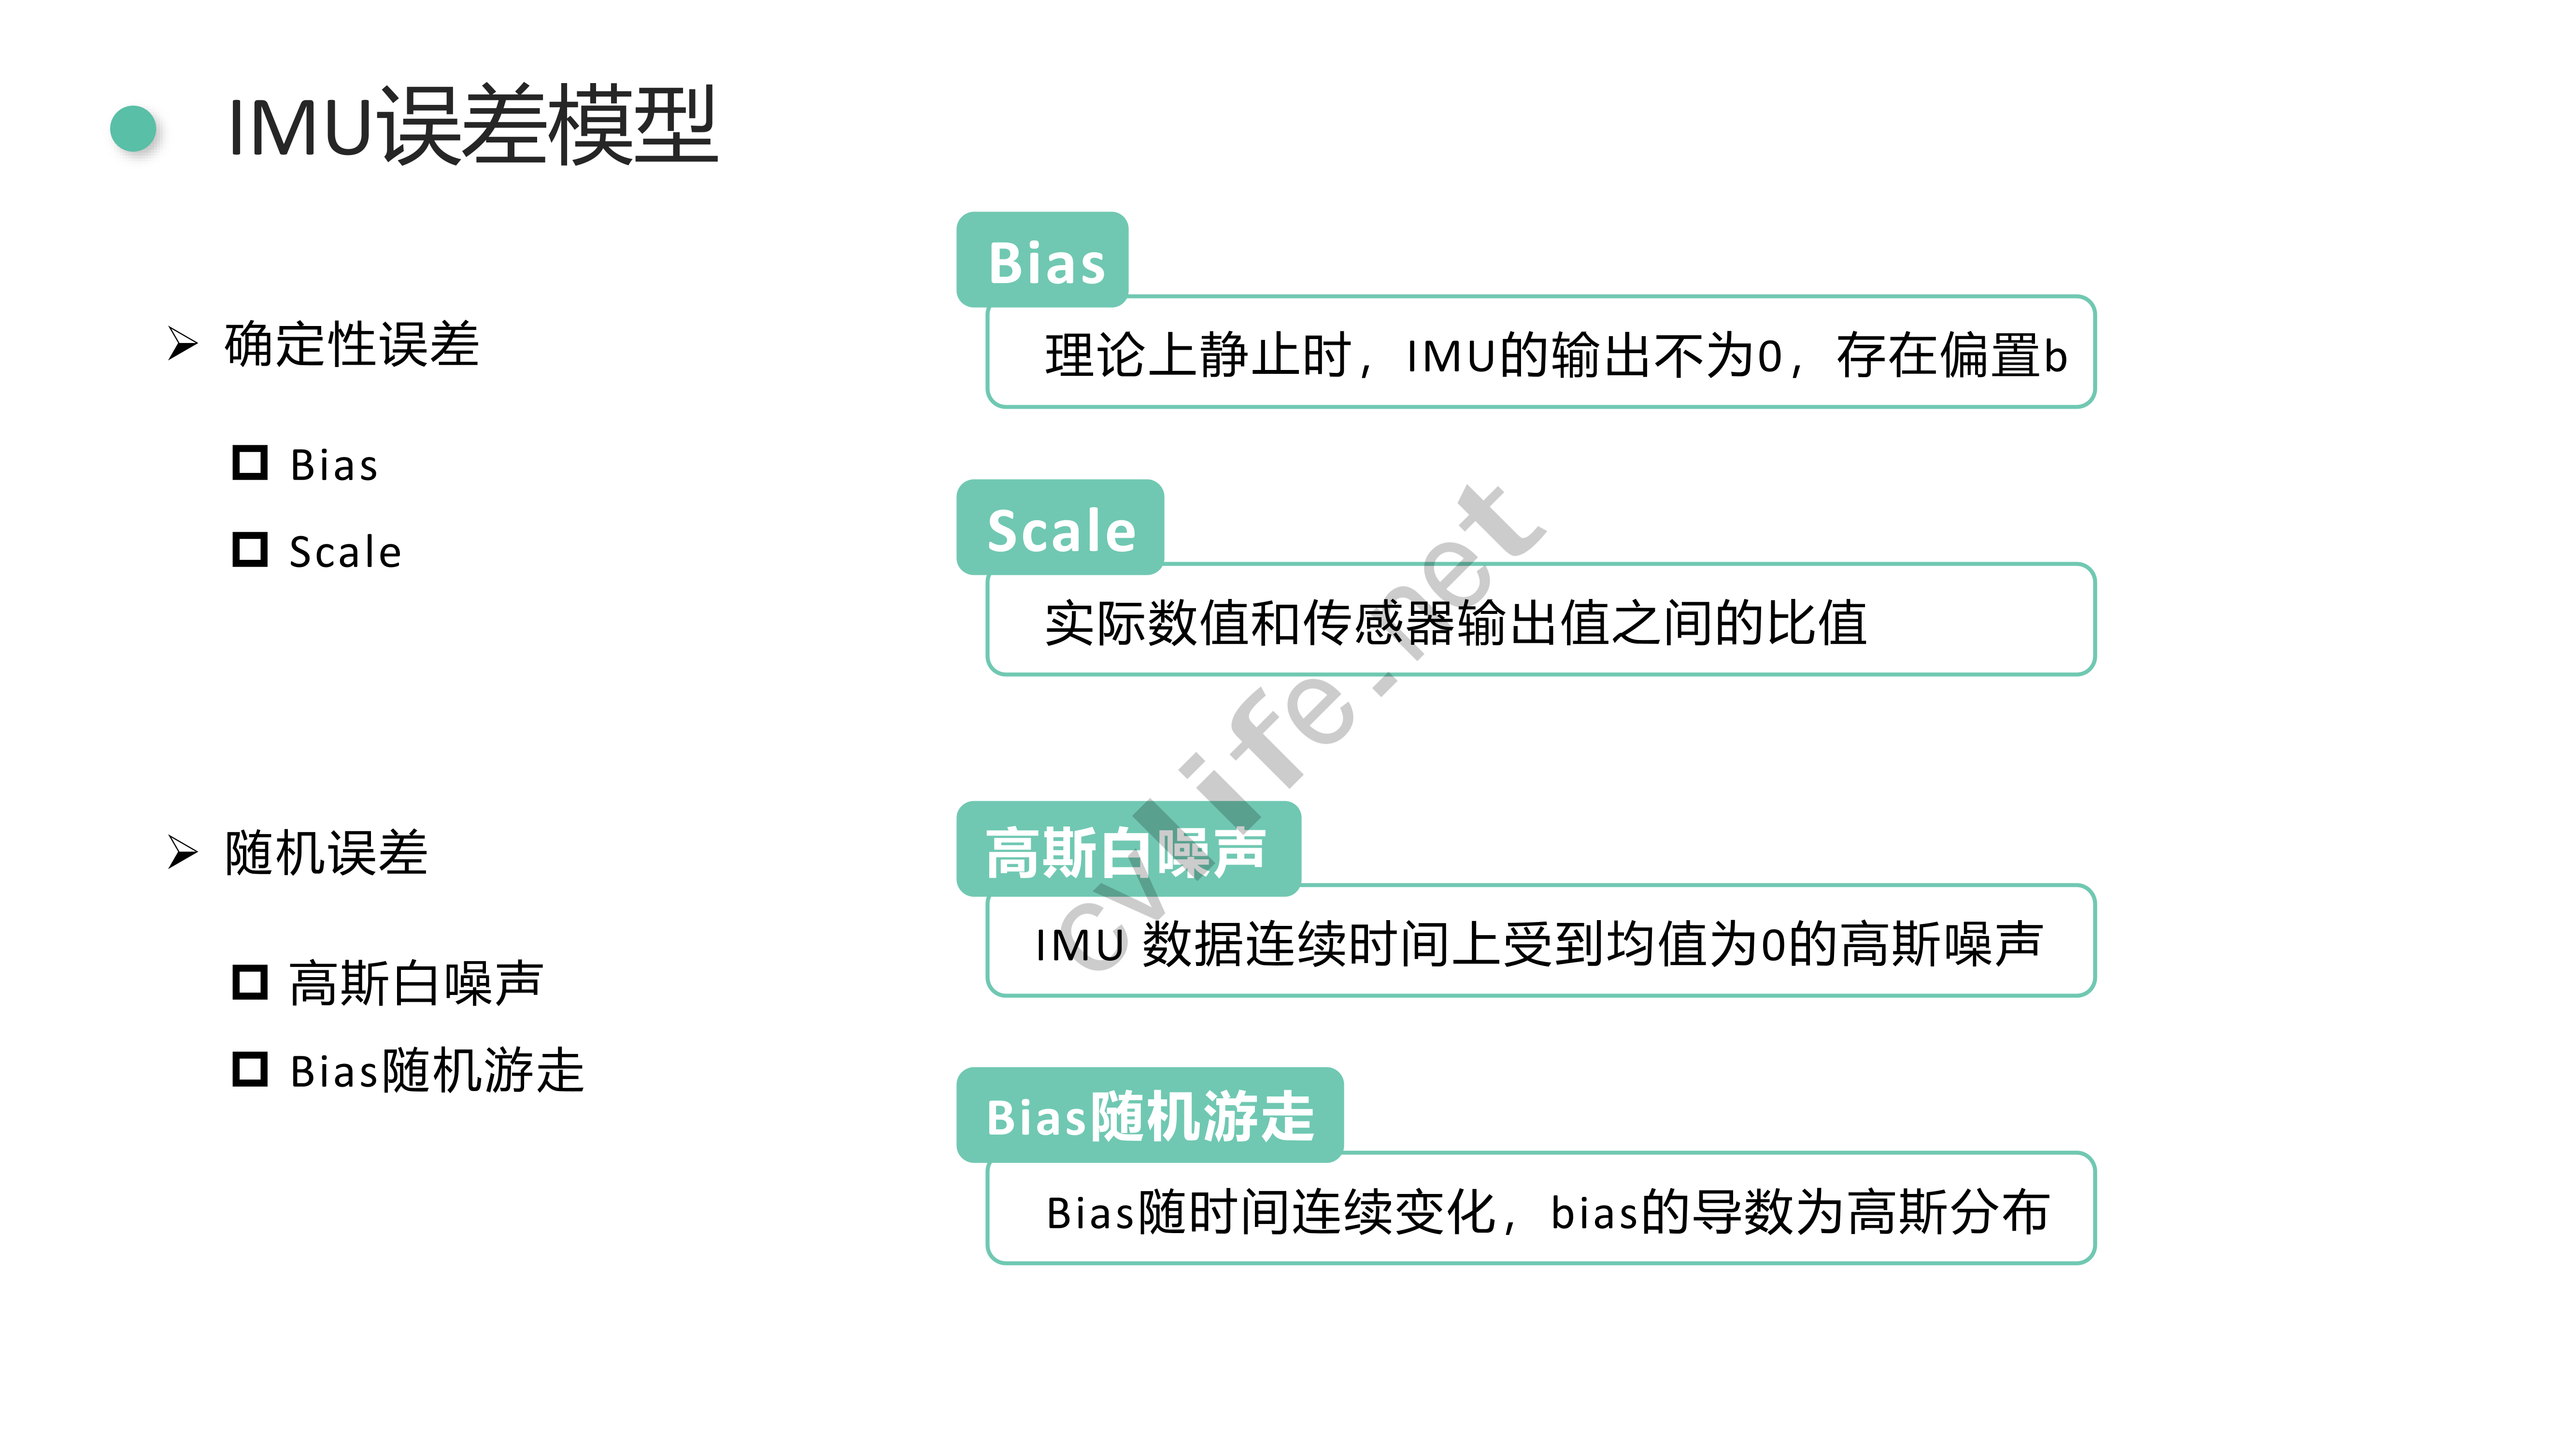 IMU误差模型
确定性误差
Bias
Scale
随机误差
高斯白噪声
Bias随机游走
Bias
理论上静止时，IMU的输出不为0，存在偏置b
Scale
实际数值和传感器输出值之间的比值
高斯白噪声
IMU 数据连续时间上受到均值为0的高斯噪声
Bias随机游走
Bias随时间连续变化，bias的导数为高斯分布
cvlife.net